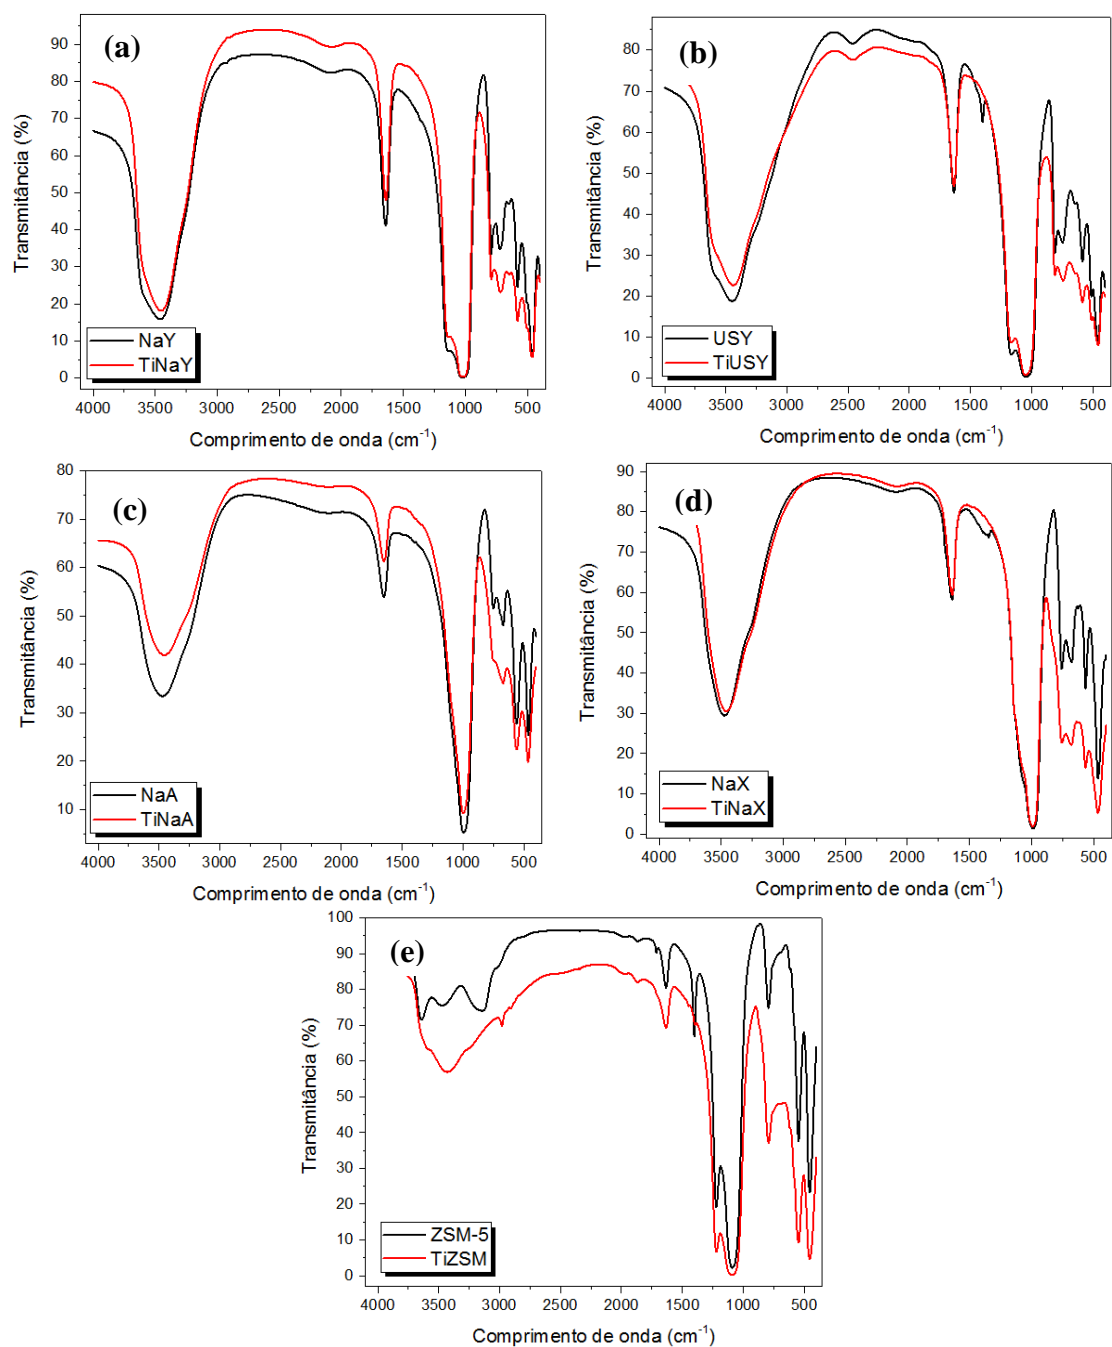 (a)
Transmitância (%)
90
80
70
60
50
40
30
20
10
0
NaY
TiNaY
4000 3500 3000 2500 2000 1500 1000 500
Comprimento de onda (cm⁻¹)
(b)
Transmitância (%)
80
70
60
50
40
30
20
10
0
USY
TiUSY
4000 3500 3000 2500 2000 1500 1000 500
Comprimento de onda (cm⁻¹)
(c)
Transmitância (%)
80
70
60
50
40
30
20
10
NaA
TiNaA
4000 3500 3000 2500 2000 1500 1000 500
Comprimento de onda (cm⁻¹)
(d)
Transmitância (%)
90
80
70
60
50
40
30
20
10
0
NaX
TiNaX
4000 3500 3000 2500 2000 1500 1000 500
Comprimento de onda (cm⁻¹)
(e)
Transmitância (%)
100
90
80
70
60
50
40
30
20
10
0
ZSM-5
TiZSM
4000 3500 3000 2500 2000 1500 1000 500
Comprimento de onda (cm⁻¹)